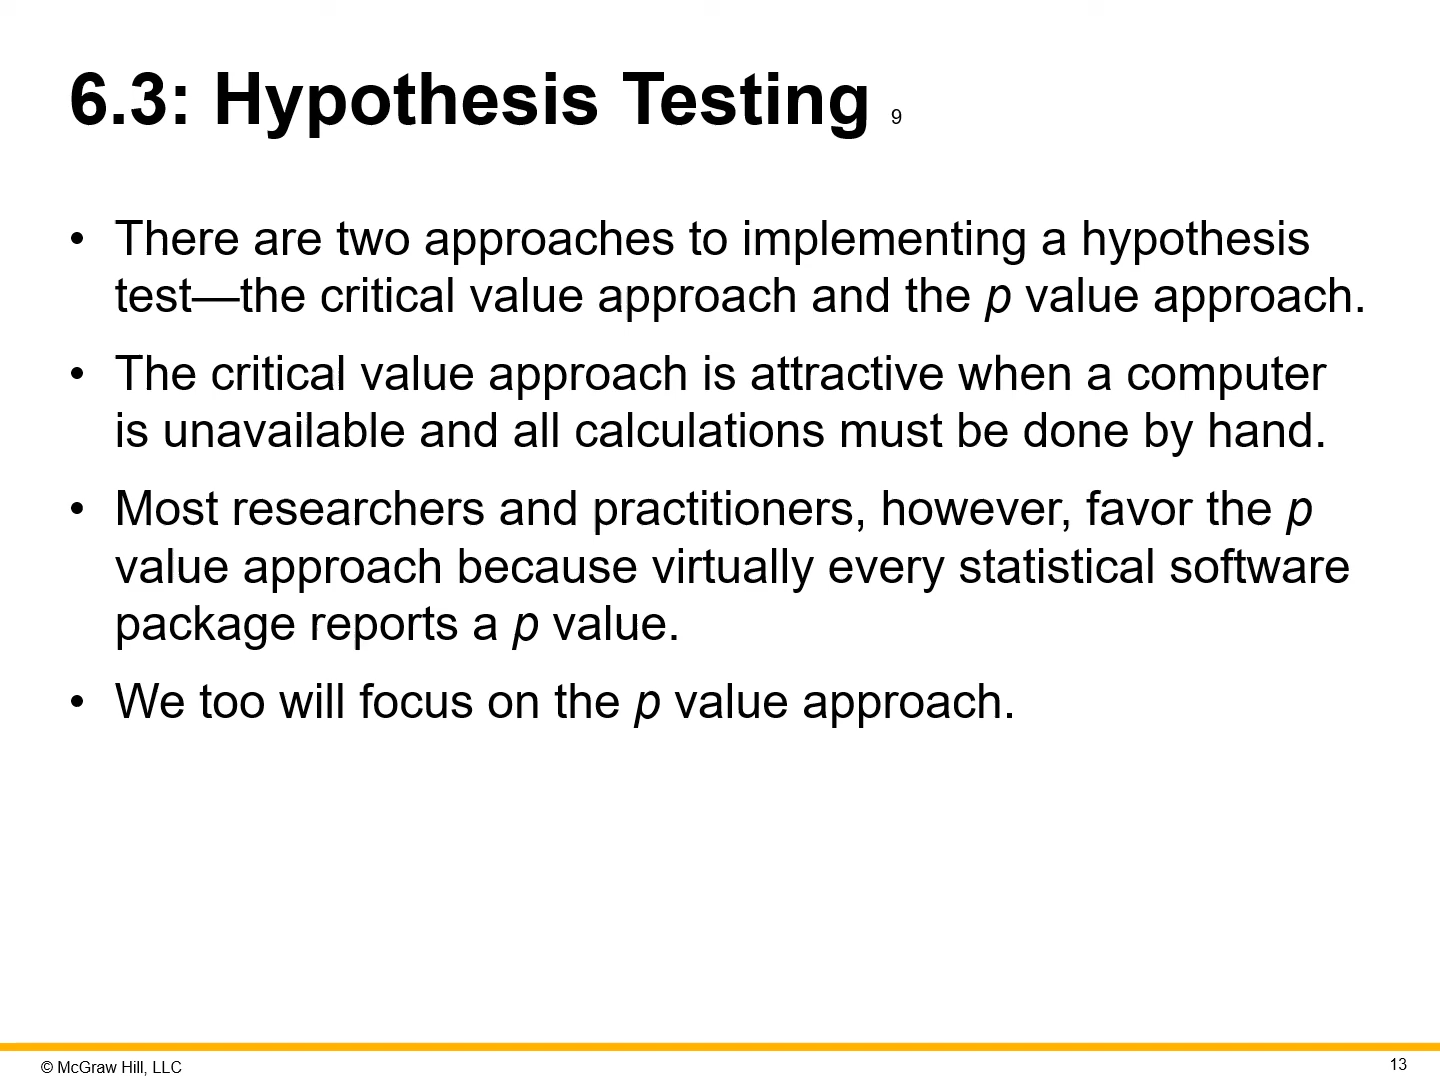 6.3: Hypothesis Testing 9
• There are two approaches to implementing a hypothesis
test—the critical value approach and the p value approach.
• The critical value approach is attractive when a computer
is unavailable and all calculations must be done by hand.
• Most researchers and practitioners, however, favor the p
value approach because virtually every statistical software
package reports a p value.
• We too will focus on the p value approach.
© McGraw Hill, LLC
13